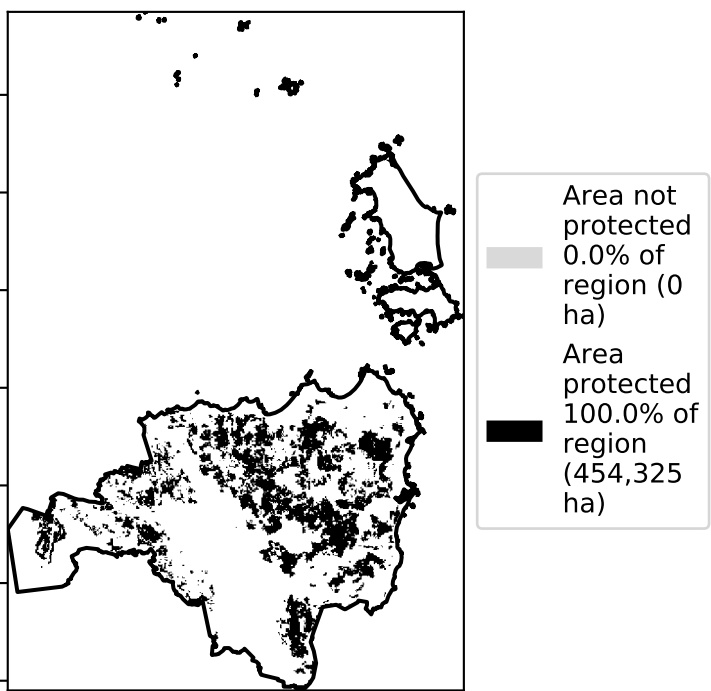 Area not
protected
0.0% of
region (0
ha)
Area
protected
100.0% of
region
(454,325
ha)